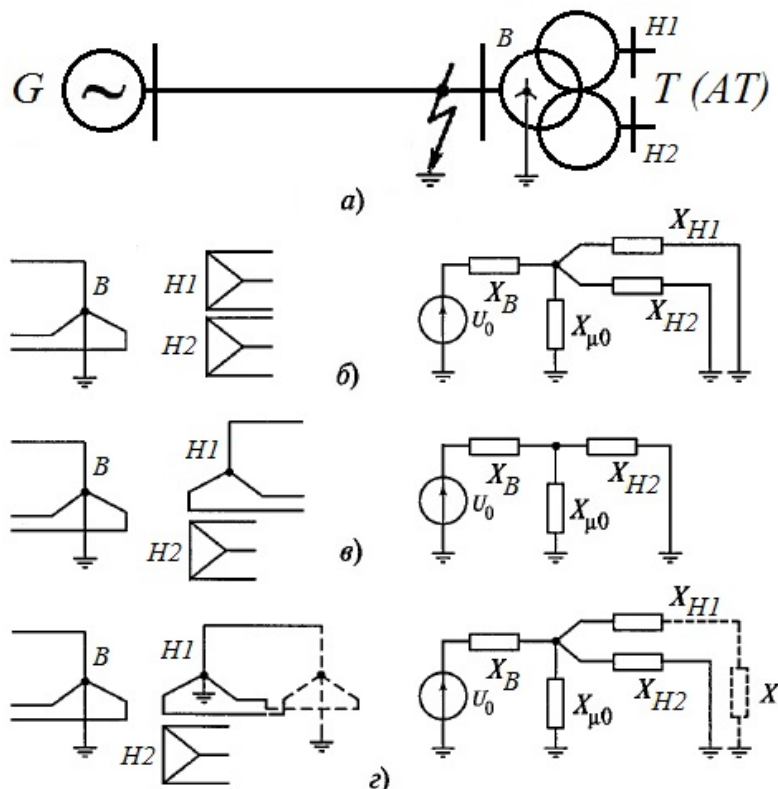 G ~ B H1 T (AT)
H2
а)
B H1 X_H1
H2 X_B X_H2
U_0 X_μ0
б)
H1
B X_B X_H2
H2 U_0 X_μ0
в)
X_H1
B H1 X_B X_H2 X
H2 U_0 X_μ0
г)